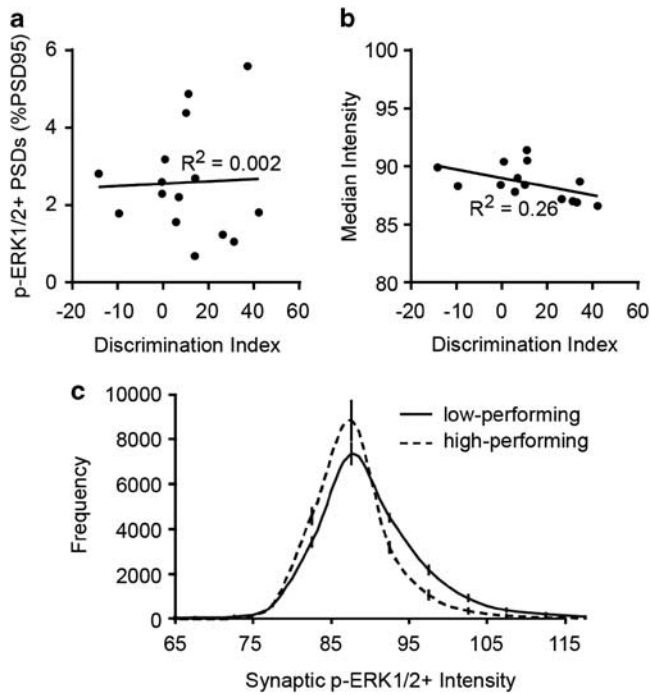 a
p-ERK1/2+ PSDs (%PSD95)
6
4
2
0
R² = 0.002
-20 -10 0 20 40 60
Discrimination Index
b
Median Intensity
100
95
90
85
80
R² = 0.26
-20 -10 0 20 40 60
Discrimination Index
c
Frequency
10000
8000
6000
4000
2000
0
low-performing
high-performing
65 75 85 95 105 115
Synaptic p-ERK1/2+ Intensity